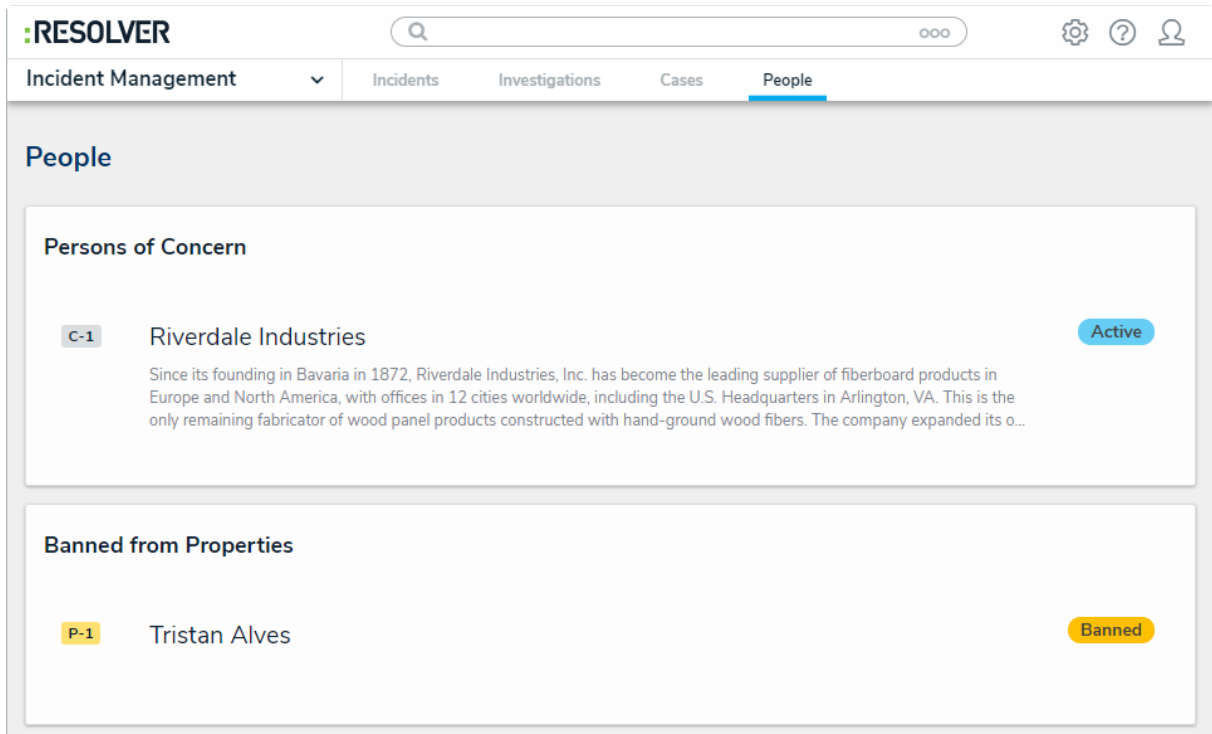 :RESOLVER
Incident Management
Incidents
Investigations
Cases
People
People
Persons of Concern
C-1
Riverdale Industries
Active
Since its founding in Bavaria in 1872, Riverdale Industries, Inc. has become the leading supplier of fiberboard products in
Europe and North America, with offices in 12 cities worldwide, including the U.S. Headquarters in Arlington, VA. This is the
only remaining fabricator of wood panel products constructed with hand-ground wood fibers. The company expanded its o...
Banned from Properties
P-1
Tristan Alves
Banned